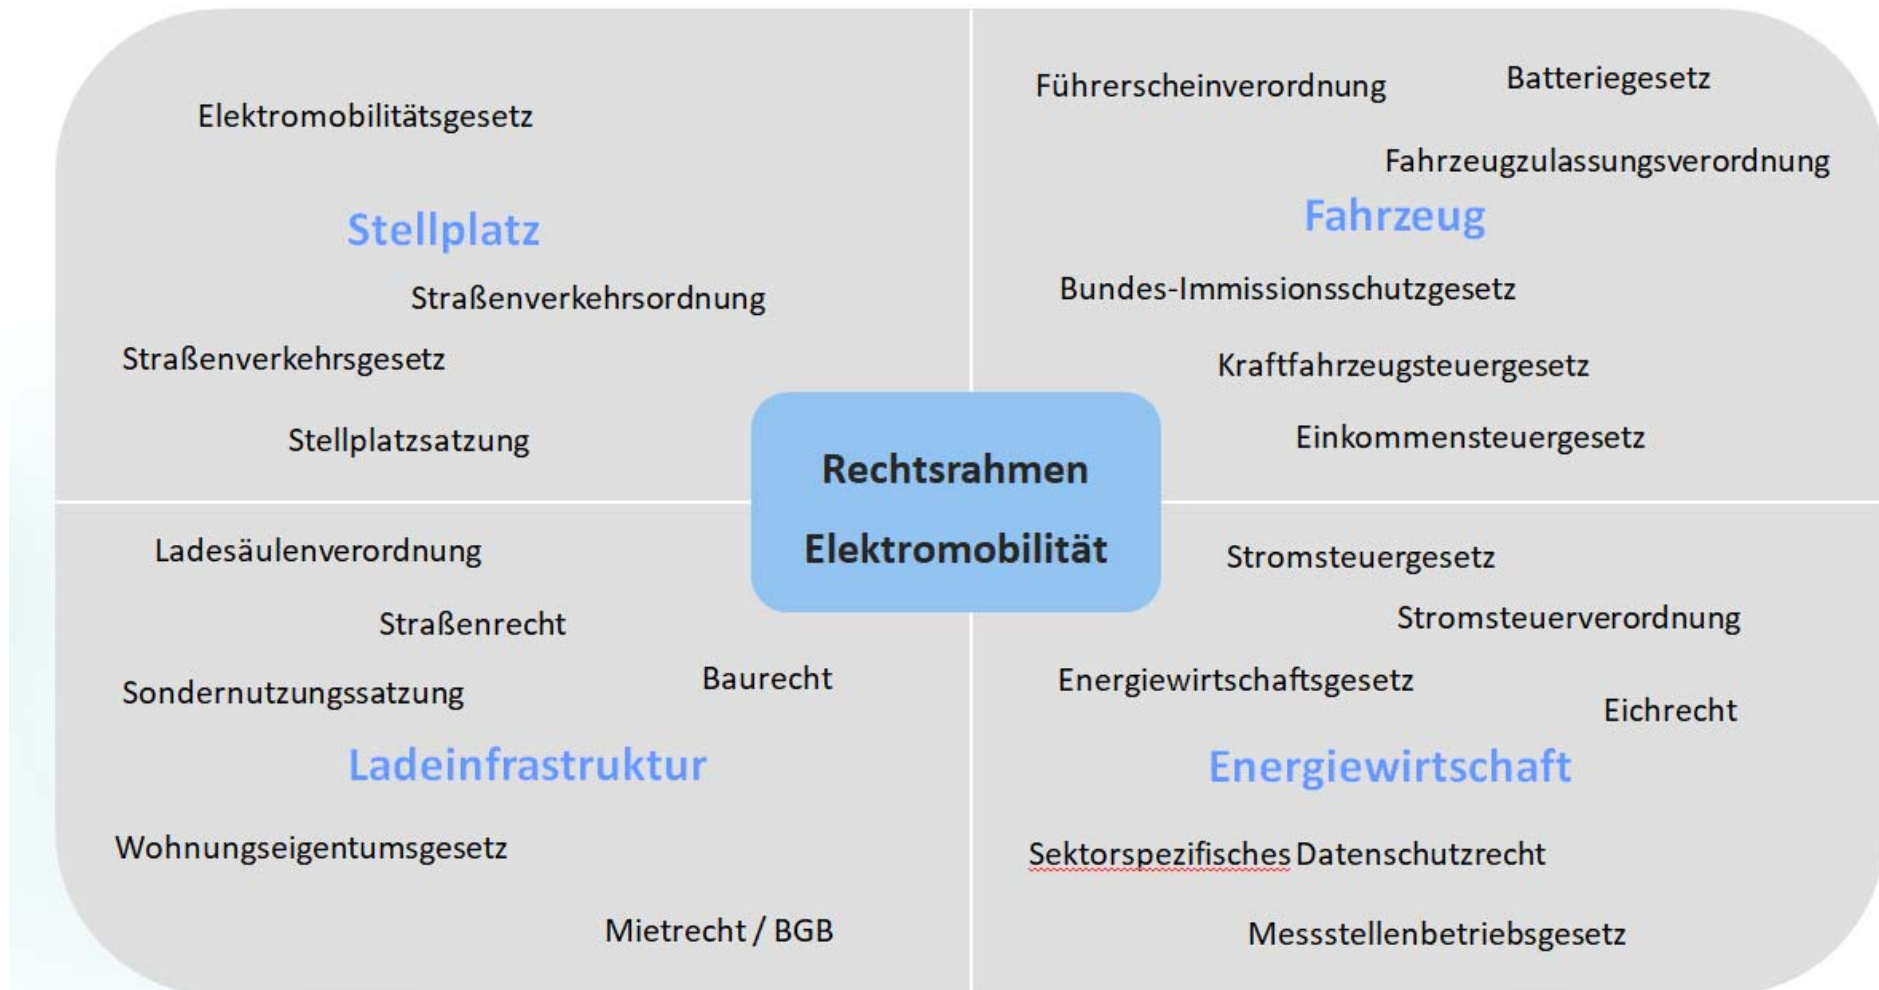 Elektromobilitätsgesetz
Stellplatz
Straßenverkehrsordnung
Straßenverkehrsgesetz
Stellplatzsatzung
Führerscheinverordnung
Batteriegesetz
Fahrzeugzulassungsverordnung
Fahrzeug
Bundes-Immissionsschutzgesetz
Kraftfahrzeugsteuergesetz
Einkommensteuergesetz
Rechtsrahmen
Elektromobilität
Ladesäulenverordnung
Straßenrecht
Baurecht
Sondernutzungssatzung
Ladeinfrastruktur
Wohnungseigentumsgesetz
Mietrecht / BGB
Stromsteuergesetz
Stromsteuerverordnung
Energiewirtschaftsgesetz
Eichrecht
Energiewirtschaft
Sektorspezifisches Datenschutzrecht
Messstellenbetriebsgesetz